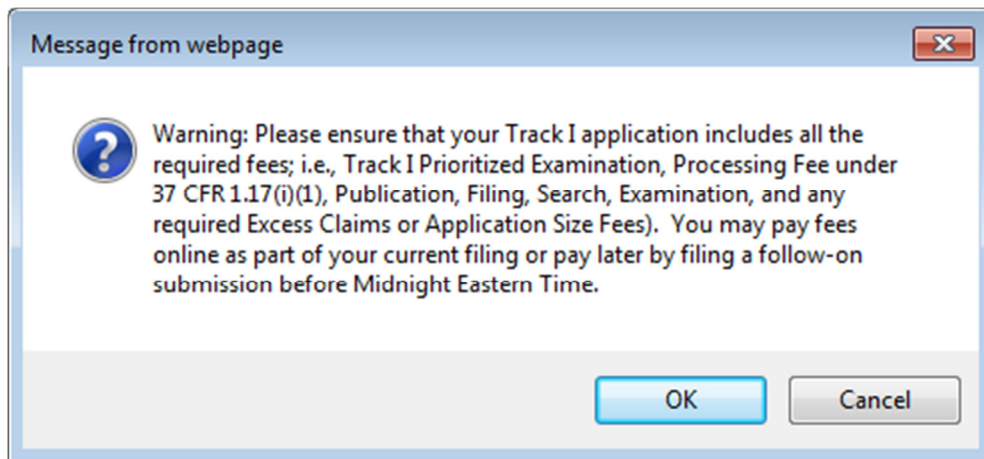 Message from webpage
Warning: Please ensure that your Track I application includes all the
required fees; i.e., Track I Prioritized Examination, Processing Fee under
37 CFR 1.17(i)(1), Publication, Filing, Search, Examination, and any
required Excess Claims or Application Size Fees).  You may pay fees
online as part of your current filing or pay later by filing a follow-on
submission before Midnight Eastern Time.
OK
Cancel